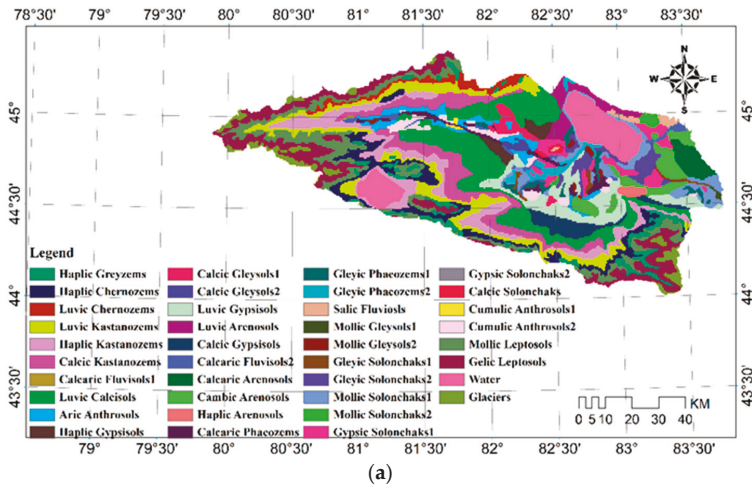 78°30' 79° 79°30' 80° 80°30' 81° 81°30' 82° 82°30' 83° 83°30'
N
W E
S
45° 45°
44°30' 44°30'
44° 44°
43°30' 43°30'
Legend
Haplic Greyzems Calcic Gleysols1 Gleyic Phaeozems1 Gypsic Solonchaks2
Haplic Chernozems Calcic Gleysols2 Gleyic Phaeozems2 Calcic Solonchaks
Luvic Chernozems Luvic Gypsisols Salic Fluviosls Cumulic Anthrosols1
Luvic Kastanozems Luvic Arenosols Mollic Gleysols1 Cumulic Anthrosols2
Haplic Kastanozems Calcic Gypsisols Mollic Gleysols2 Mollic Leptosols
Calcic Kastanozems Calcaric Fluvisols2 Gleyic Solonchaks1 Gelic Leptosols
Calcaric Fluvisols1 Calcaric Arenosols Gleyic Solonchaks2 Water
Luvic Calcisols Cambic Arenosols Mollic Solonchaks1 Glaciers
Aric Anthrosols Haplic Arenosols Mollic Solonchaks2
Haplic Gypsisols Calcaric Phaeozems Gypsic Solonchaks1
KM
0 5 10 20 30 40
79° 79°30' 80° 80°30' 81° 81°30' 82° 82°30' 83° 83°30'
(a)